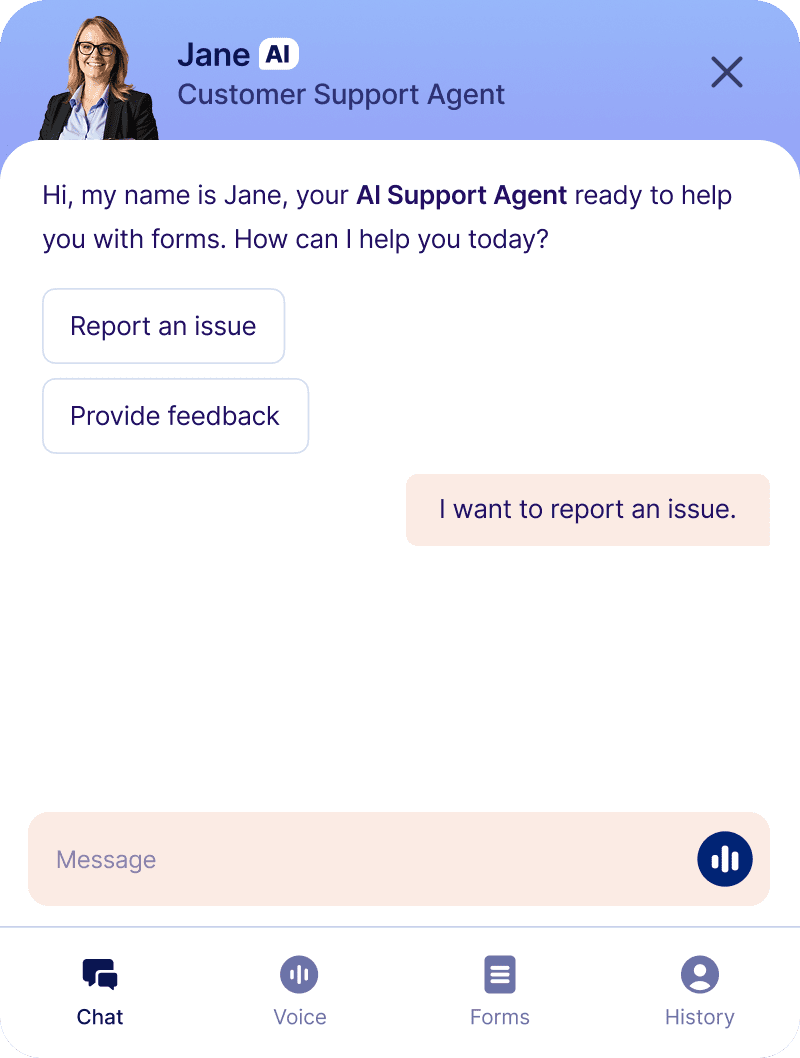 Jane AI
Customer Support Agent
Hi, my name is Jane, your AI Support Agent ready to help
you with forms. How can I help you today?
Report an issue
Provide feedback
I want to report an issue.
Message
Chat
Voice
Forms
History